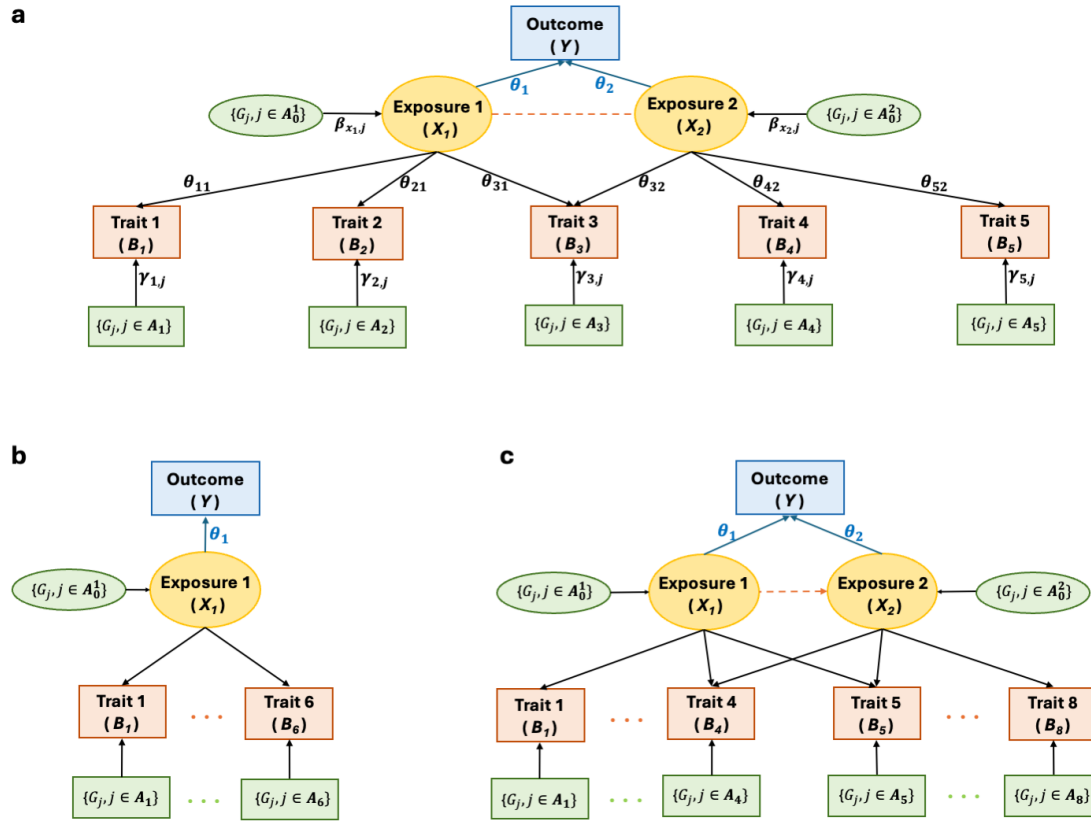 a
Outcome
( Y )
θ₁
θ₂
{Gⱼ, j ∈ A₀¹}
βₓ₁,ⱼ
Exposure 1
(X₁)
Exposure 2
(X₂)
βₓ₂,ⱼ
{Gⱼ, j ∈ A₀²}
θ₁₁
θ₂₁
θ₃₁
θ₃₂
θ₄₂
θ₅₂
Trait 1
(B₁)
Trait 2
(B₂)
Trait 3
(B₃)
Trait 4
(B₄)
Trait 5
(B₅)
γ₁,ⱼ
γ₂,ⱼ
γ₃,ⱼ
γ₄,ⱼ
γ₅,ⱼ
{Gⱼ, j ∈ A₁}
{Gⱼ, j ∈ A₂}
{Gⱼ, j ∈ A₃}
{Gⱼ, j ∈ A₄}
{Gⱼ, j ∈ A₅}
b
Outcome
( Y )
θ₁
{Gⱼ, j ∈ A₀¹}
Exposure 1
(X₁)
Trait 1
(B₁)
. . .
Trait 6
(B₆)
{Gⱼ, j ∈ A₁}
. . .
{Gⱼ, j ∈ A₆}
c
Outcome
( Y )
θ₁
θ₂
{Gⱼ, j ∈ A₀¹}
Exposure 1
(X₁)
Exposure 2
(X₂)
{Gⱼ, j ∈ A₀²}
Trait 1
(B₁)
. . .
Trait 4
(B₄)
Trait 5
(B₅)
. . .
Trait 8
(B₈)
{Gⱼ, j ∈ A₁}
. . .
{Gⱼ, j ∈ A₄}
{Gⱼ, j ∈ A₅}
. . .
{Gⱼ, j ∈ A₈}